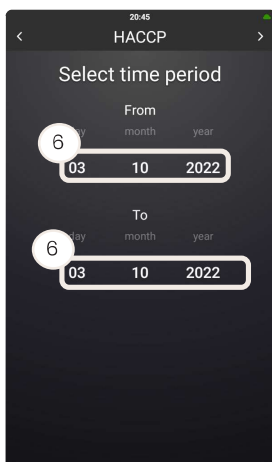 20:45
< HACCP >
Select time period
From
6
day month year
03 10 2022
To
6
day month year
03 10 2022